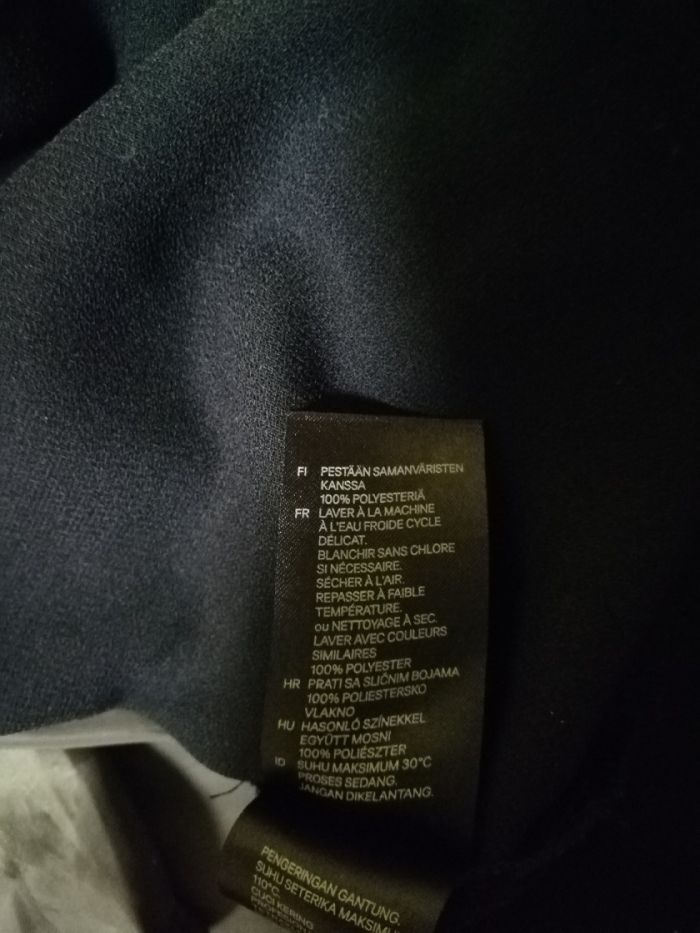 FI PESTÄÄN SAMANVÄRISTEN
KANSSA
100% POLYESTERIÄ
FR LAVER À LA MACHINE
À L'EAU FROIDE CYCLE
DÉLICAT.
BLANCHIR SANS CHLORE
SI NÉCESSAIRE.
SÉCHER À L'AIR.
REPASSER À FAIBLE
TEMPÉRATURE.
ou NETTOYAGE À SEC.
LAVER AVEC COULEURS
SIMILAIRES
100% POLYESTER
HR PRATI SA SLIČNIM BOJAMA
100% POLIESTERSKO
VLAKNO
HU HASONLÓ SZÍNEKKEL
EGYÜTT MOSNI
100% POLIÉSZTER
ID SUHU MAKSIMUM 30°C
PROSES SEDANG.
JANGAN DIKELANTANG.
PENGERINGAN GANTUNG.
SUHU SETERIKA MAKSIMUM
110°C
CUCI KERING